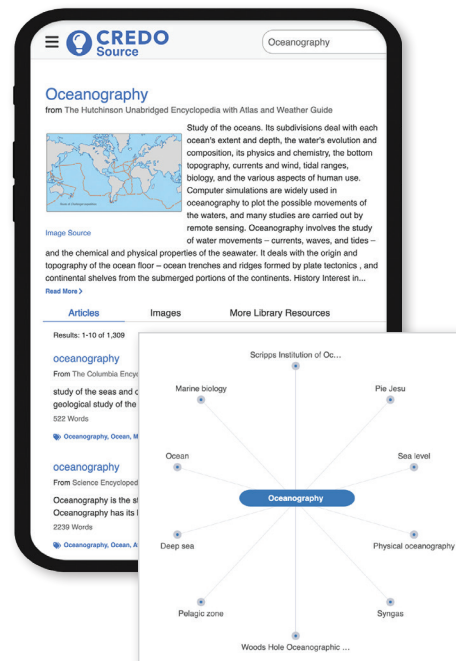 CREDO
Source
Oceanography
Oceanography
from The Hutchinson Unabridged Encyclopedia with Atlas and Weather Guide
Study of the oceans. Its subdivisions deal with each
ocean's extent and depth, the water's evolution and
composition, its physics and chemistry, the bottom
topography, currents and wind, tidal ranges,
biology, and the various aspects of human use.
Computer simulations are widely used in
oceanography to plot the possible movements of
the waters, and many studies are carried out by
remote sensing. Oceanography involves the study
of water movements – currents, waves, and tides –
and the chemical and physical properties of the seawater. It deals with the origin and
topography of the ocean floor – ocean trenches and ridges formed by plate tectonics , and
continental shelves from the submerged portions of the continents. History Interest in...
Image Source
Read More >
Articles Images More Library Resources
Results: 1-10 of 1,309
oceanography
From The Columbia Ency
study of the seas and o
geological study of the
522 Words
Oceanography, Ocean, M
oceanography
From Science Encycloped
Oceanography is the st
Oceanography has its
2239 Words
Oceanography, Ocean, A
Scripps Institution of Oc...
Marine biology
Pie Jesu
Ocean
Sea level
Oceanography
Deep sea
Physical oceanography
Pelagic zone
Syngas
Woods Hole Oceanographic ...